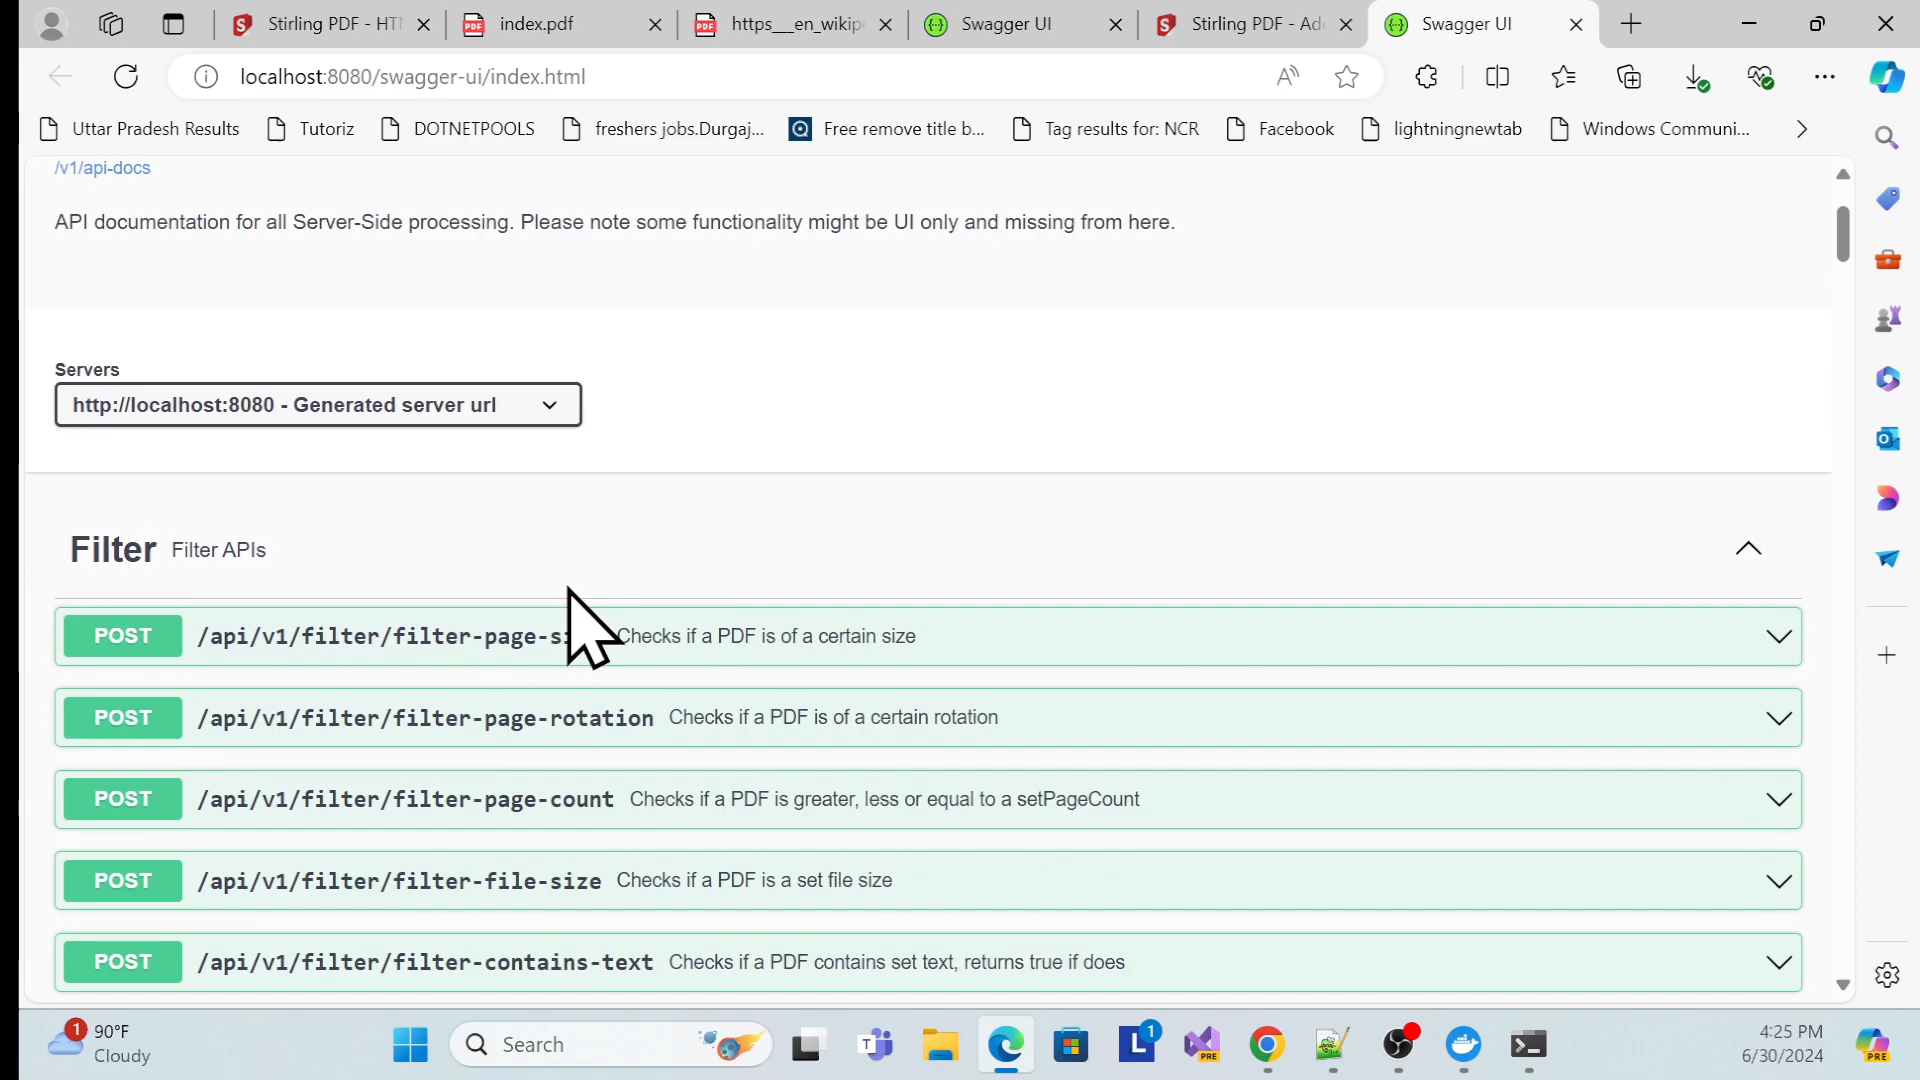 Stirling PDF - HT
index.pdf
https___en_wikip
Swagger UI
Stirling PDF - Ad
Swagger UI
localhost:8080/swagger-ui/index.html
Uttar Pradesh Results
Tutoriz
DOTNETPOOLS
freshers jobs.Durgaj...
Free remove title b...
Tag results for: NCR
Facebook
lightningnewtab
Windows Communi...
/v1/api-docs
API documentation for all Server-Side processing. Please note some functionality might be UI only and missing from here.
Servers
http://localhost:8080 - Generated server url
Filter Filter APIs
POST /api/v1/filter/filter-page-si Checks if a PDF is of a certain size
POST /api/v1/filter/filter-page-rotation Checks if a PDF is of a certain rotation
POST /api/v1/filter/filter-page-count Checks if a PDF is greater, less or equal to a setPageCount
POST /api/v1/filter/filter-file-size Checks if a PDF is a set file size
POST /api/v1/filter/filter-contains-text Checks if a PDF contains set text, returns true if does
1
90°F
Cloudy
Search
L 1
PRE
4:25 PM
6/30/2024
PRE